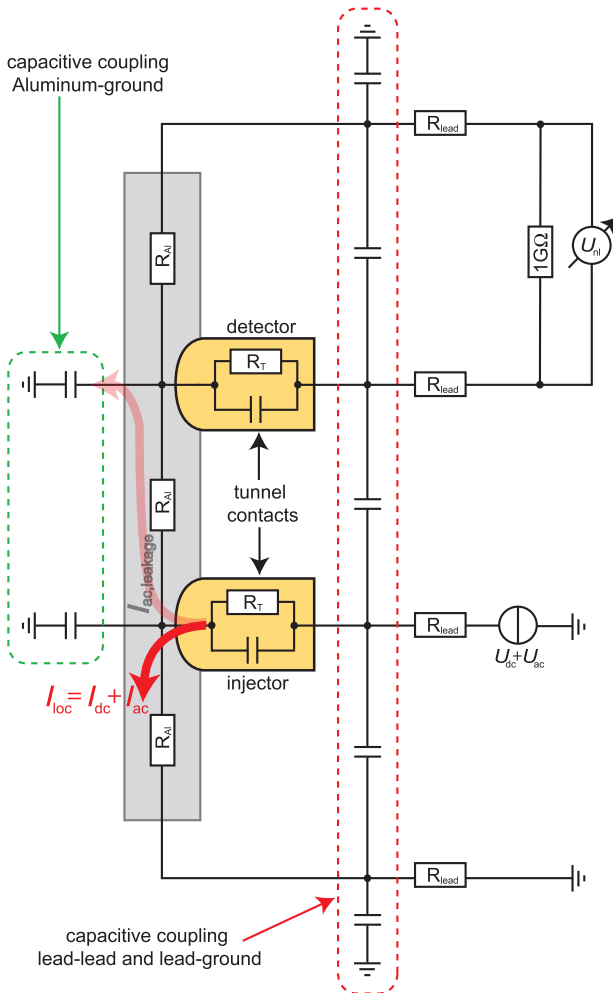 capacitive coupling
Aluminum-ground
R_lead
R_Al
1GΩ
U_nl
detector
R_T
R_lead
tunnel
contacts
R_Al
I_ac,leakage
R_T
R_lead
U_dc+U_ac
injector
I_loc = I_dc + I_ac
R_Al
R_lead
capacitive coupling
lead-lead and lead-ground